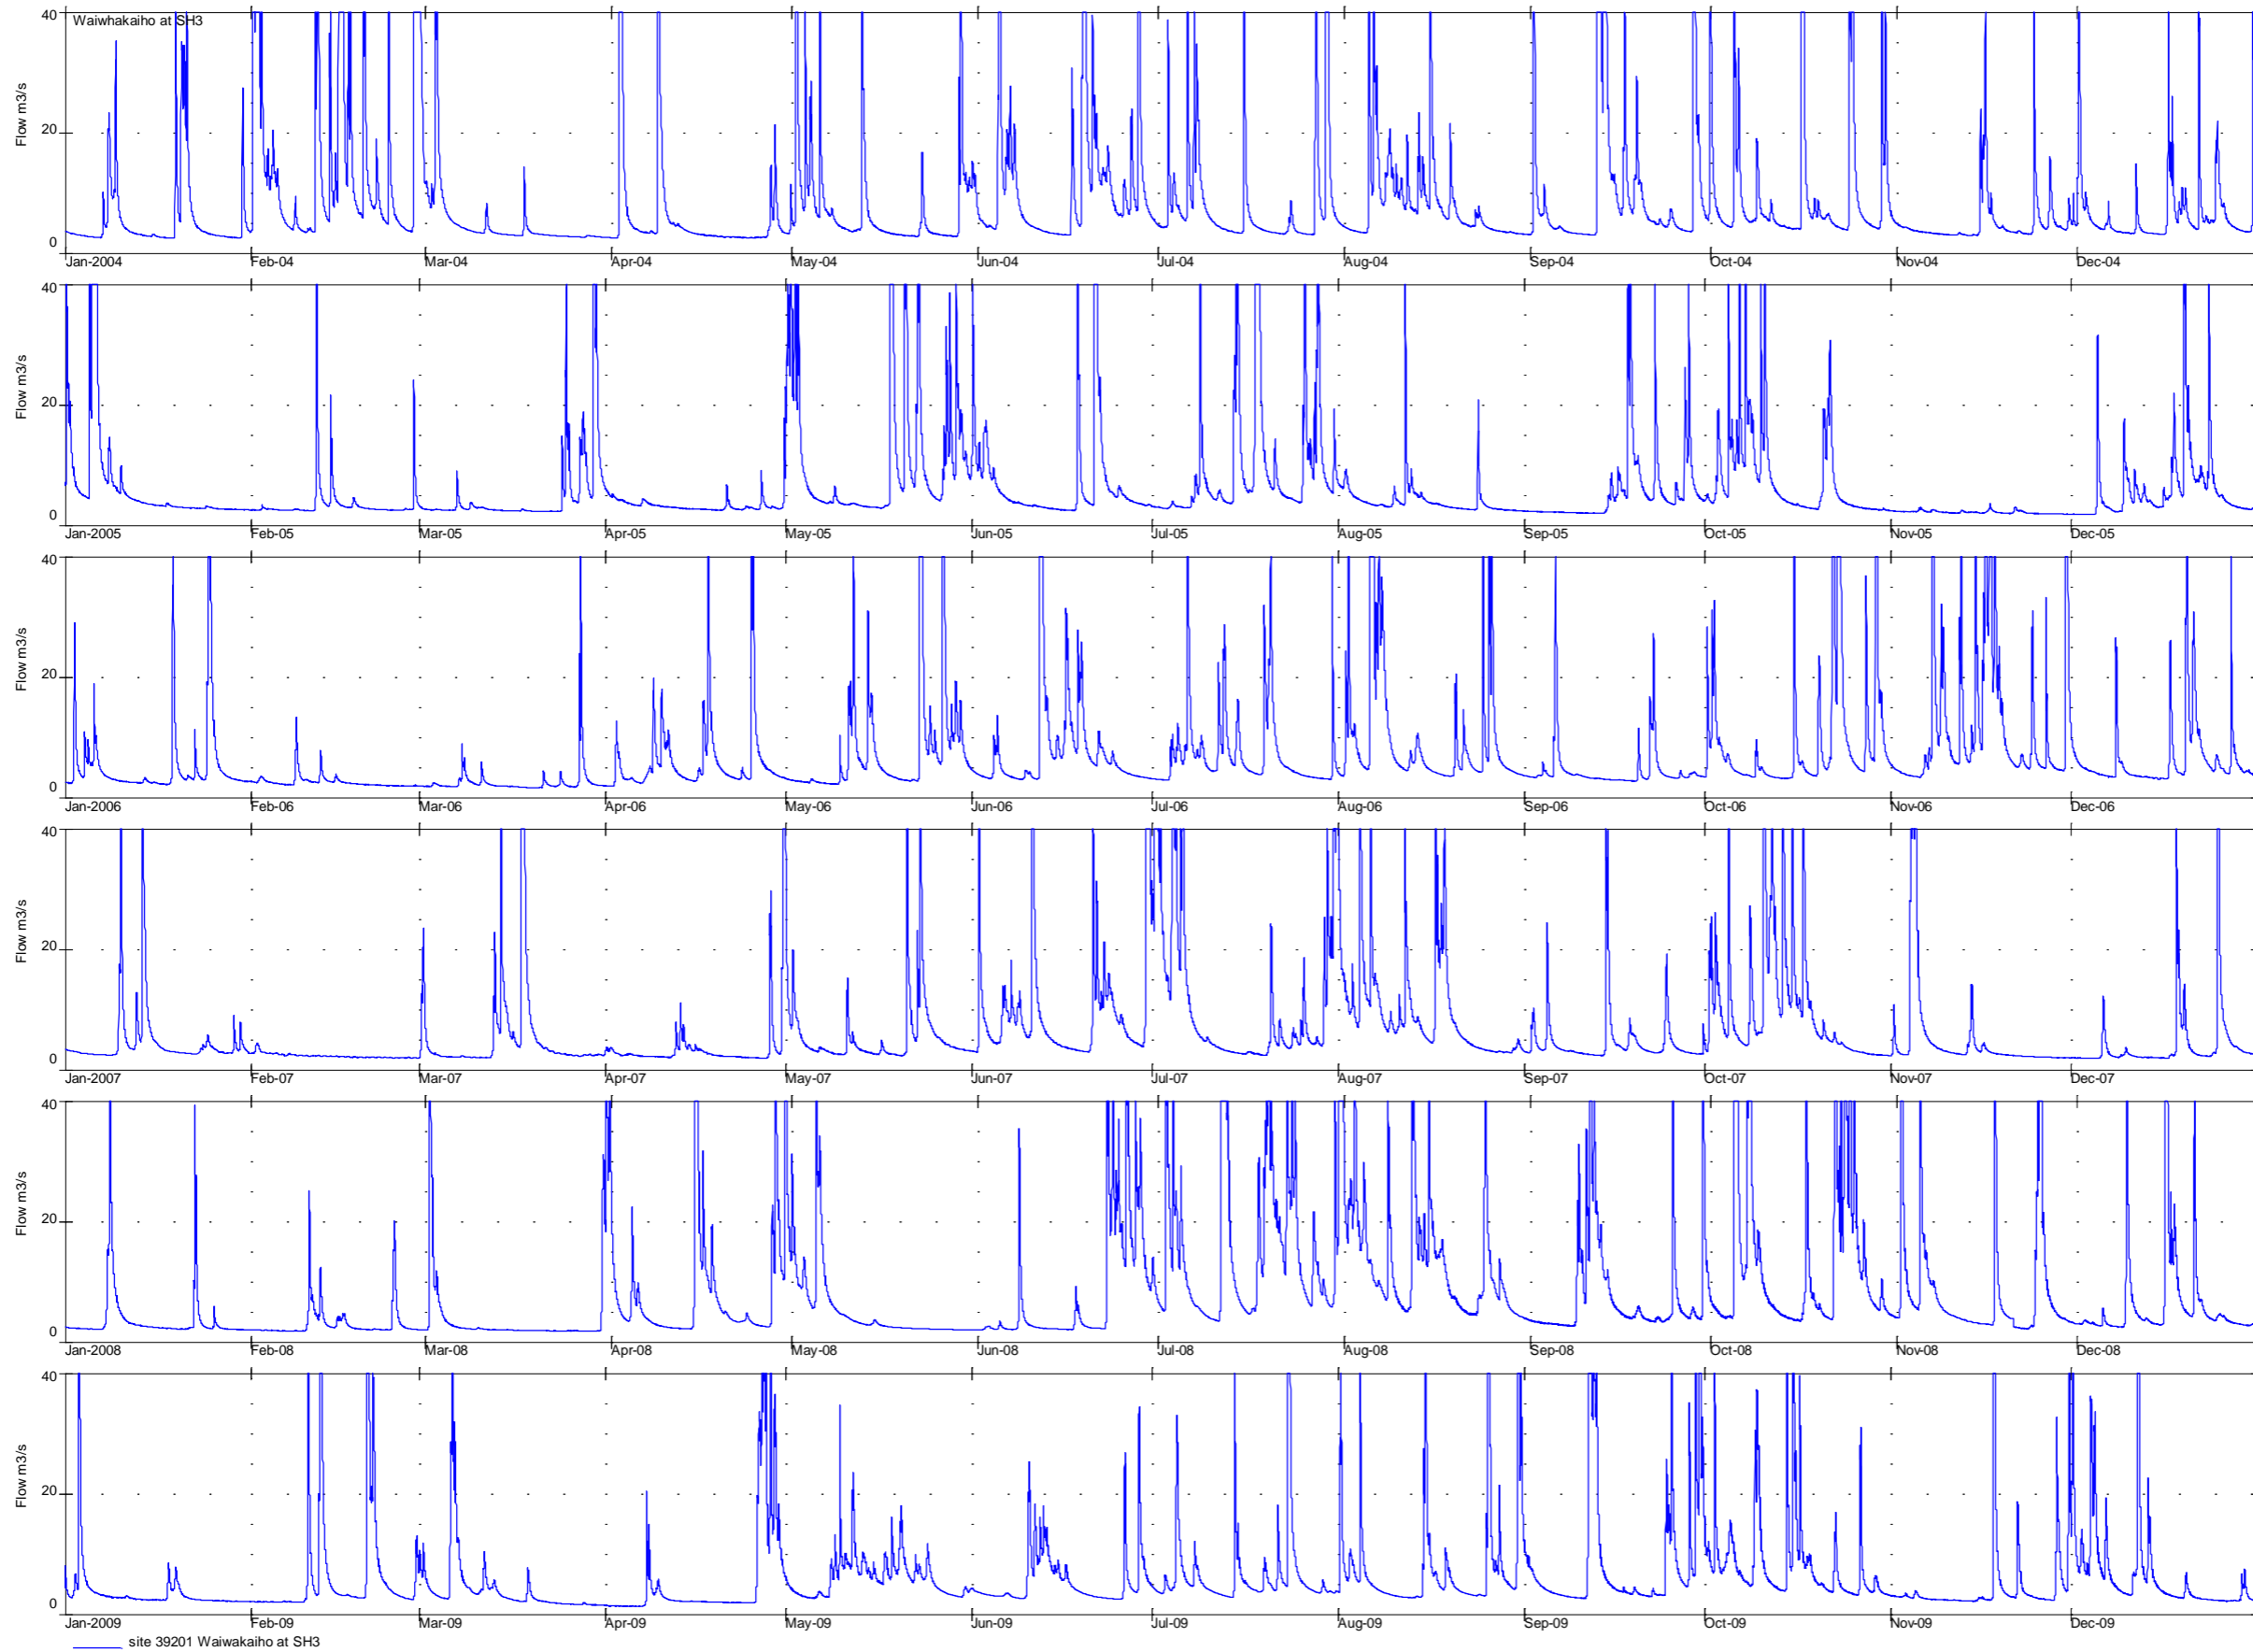 Waiwhakaiho at SH3
40
20
0
Flow m3/s
Jan-2004 Feb-04 Mar-04 Apr-04 May-04 Jun-04 Jul-04 Aug-04 Sep-04 Oct-04 Nov-04 Dec-04
40
20
0
Flow m3/s
Jan-2005 Feb-05 Mar-05 Apr-05 May-05 Jun-05 Jul-05 Aug-05 Sep-05 Oct-05 Nov-05 Dec-05
40
20
0
Flow m3/s
Jan-2006 Feb-06 Mar-06 Apr-06 May-06 Jun-06 Jul-06 Aug-06 Sep-06 Oct-06 Nov-06 Dec-06
40
20
0
Flow m3/s
Jan-2007 Feb-07 Mar-07 Apr-07 May-07 Jun-07 Jul-07 Aug-07 Sep-07 Oct-07 Nov-07 Dec-07
40
20
0
Flow m3/s
Jan-2008 Feb-08 Mar-08 Apr-08 May-08 Jun-08 Jul-08 Aug-08 Sep-08 Oct-08 Nov-08 Dec-08
40
20
0
Flow m3/s
Jan-2009 Feb-09 Mar-09 Apr-09 May-09 Jun-09 Jul-09 Aug-09 Sep-09 Oct-09 Nov-09 Dec-09
site 39201 Waiwakaiho at SH3